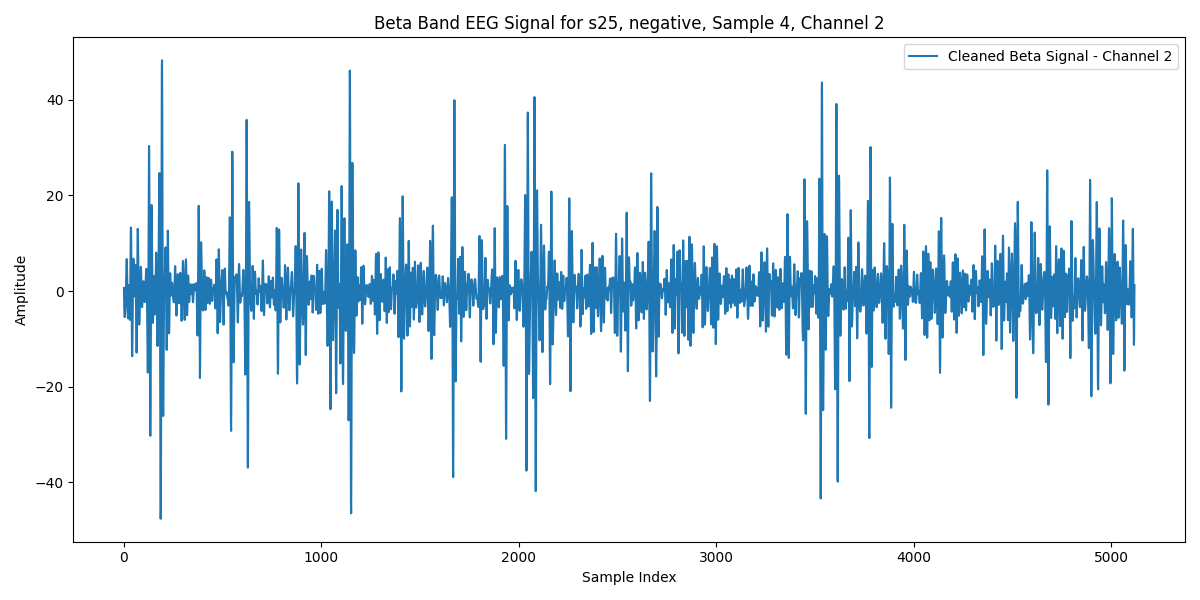 Beta Band EEG Signal for s25, negative, Sample 4, Channel 2
Cleaned Beta Signal - Channel 2
Amplitude
40
20
0
−20
−40
0 1000 2000 3000 4000 5000
Sample Index